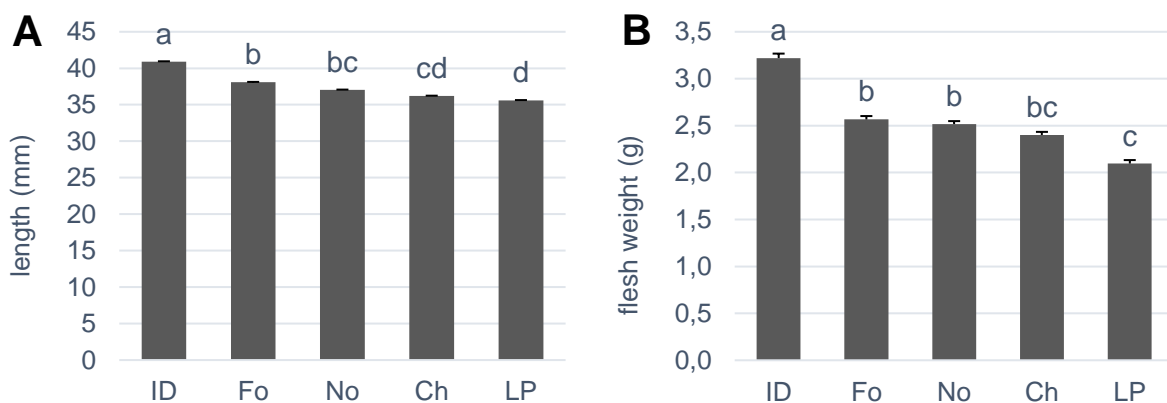 A
length (mm)
45
40
35
30
25
20
15
10
5
0
a
b
bc
cd
d
ID Fo No Ch LP
B
flesh weight (g)
3,5
3,0
2,5
2,0
1,5
1,0
0,5
0,0
a
b
b
bc
c
ID Fo No Ch LP